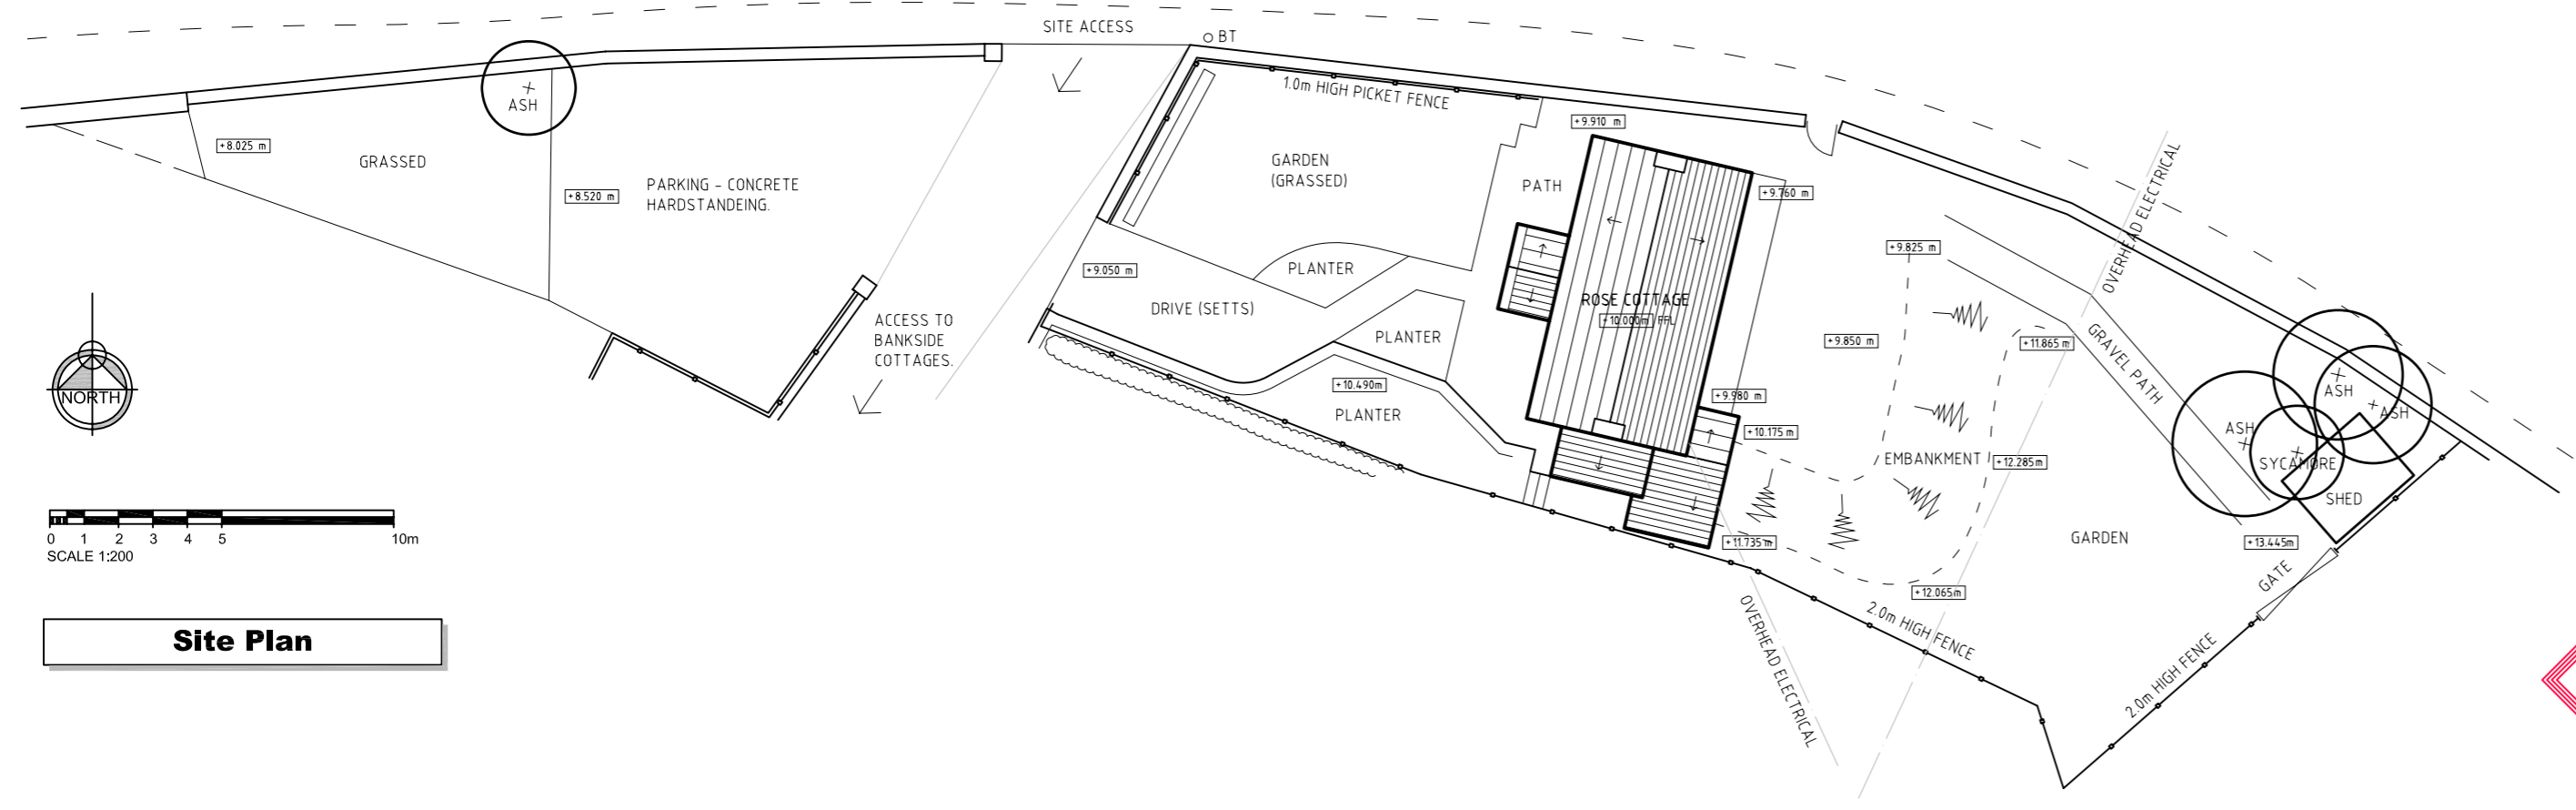 SITE ACCESS
BT
1.0m HIGH PICKET FENCE
ASH
+8.025 m
GRASSED
+8.520 m
PARKING - CONCRETE
HARDSTANDEING.
GARDEN
(GRASSED)
PATH
+9.910 m
+9.760 m
+9.050 m
PLANTER
DRIVE (SETTS)
PLANTER
ROSE COTTAGE
+10.000m FFL
ACCESS TO
BANKSIDE
COTTAGES.
+10.490m
PLANTER
+9.825 m
+9.850 m
+11.865m
OVERHEAD ELECTRICAL
GRAVEL PATH
+9.980 m
+10.175 m
EMBANKMENT
+12.285m
ASH
ASH
ASH
SYCAMORE
SHED
GARDEN
+13.445m
GATE
+11.735m
+12.065m
2.0m HIGH FENCE
OVERHEAD ELECTRICAL
2.0m HIGH FENCE
NORTH
0 1 2 3 4 5 10m
SCALE 1:200
Site Plan